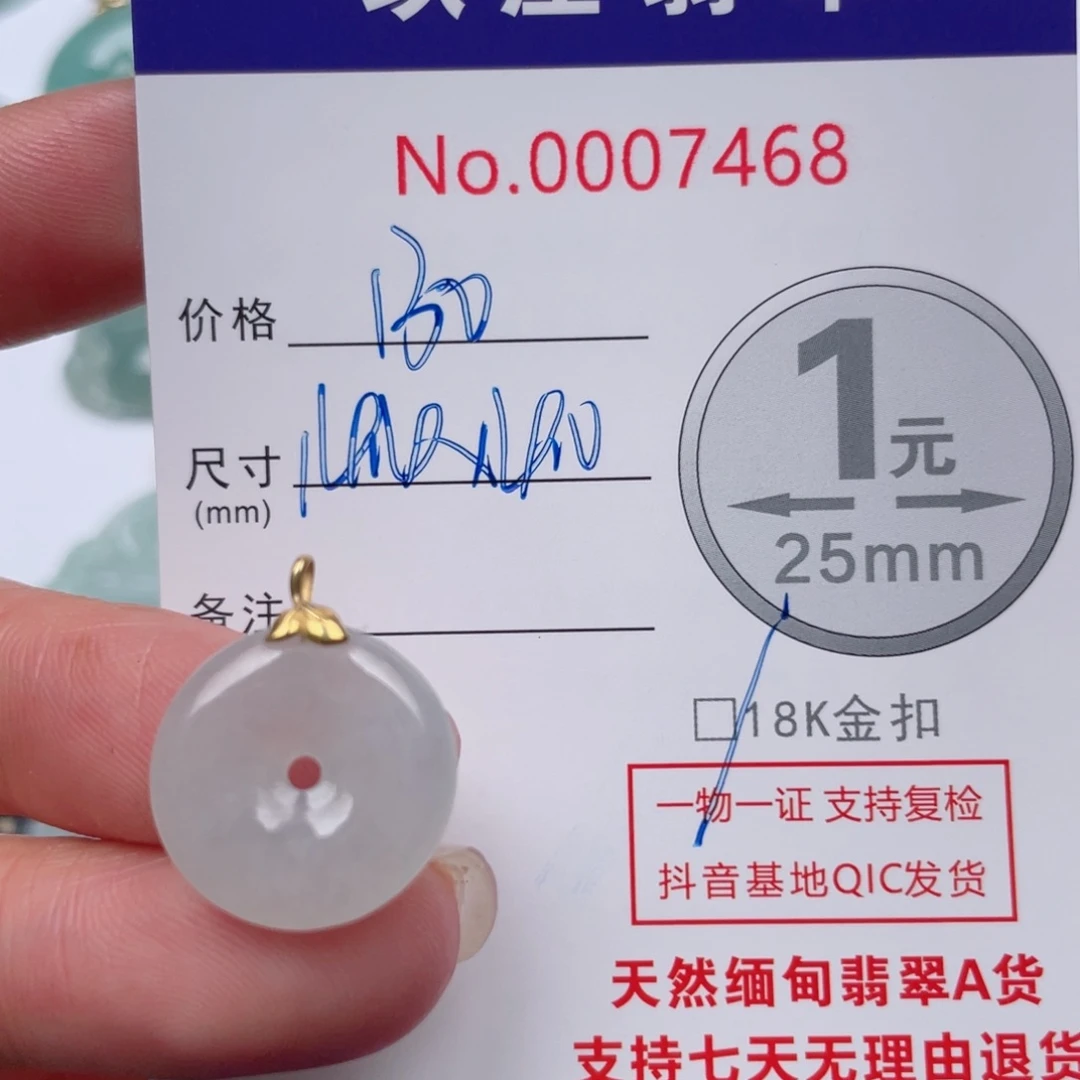 No.0007468
价格 150
尺寸
(mm)
备注
1元
25mm
□18K金扣
一物一证 支持复检
抖音基地QIC发货
天然缅甸翡翠A货
支持七天无理由退货